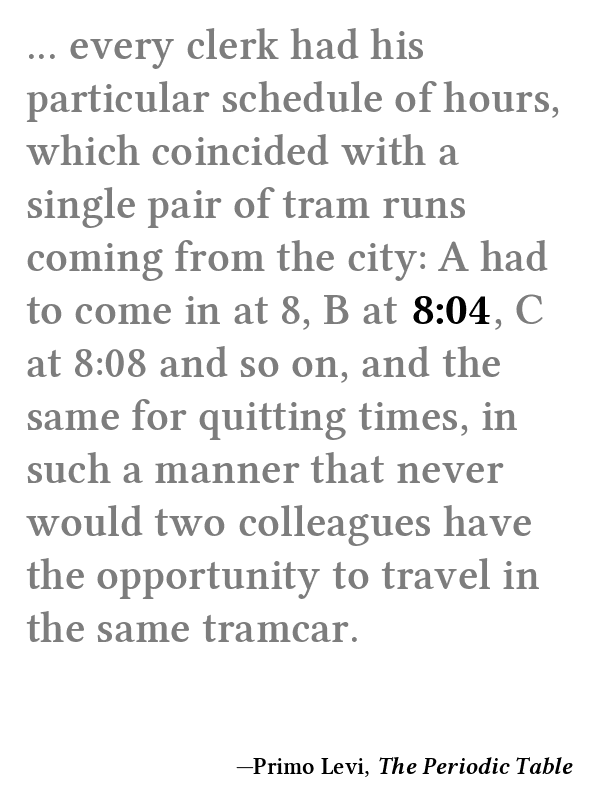 ... every clerk had his
particular schedule of hours,
which coincided with a
single pair of tram runs
coming from the city: A had
to come in at 8, B at 8:04, C
at 8:08 and so on, and the
same for quitting times, in
such a manner that never
would two colleagues have
the opportunity to travel in
the same tramcar.
—Primo Levi, The Periodic Table